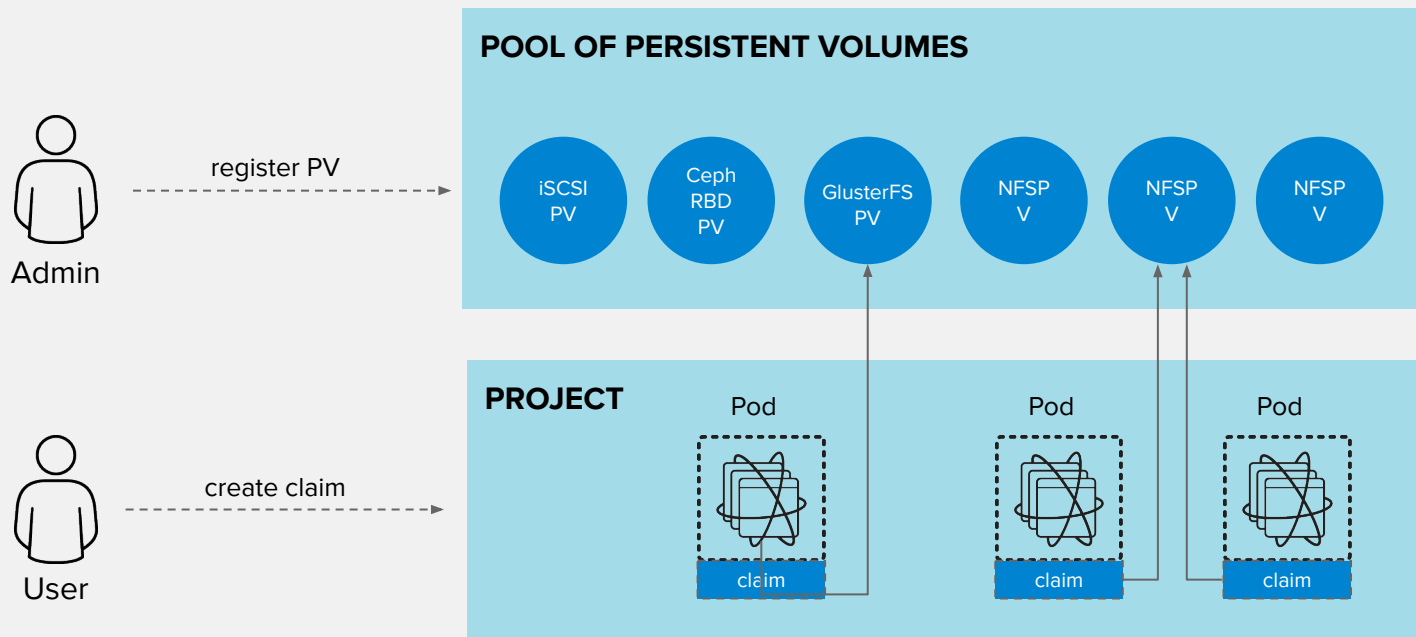 POOL OF PERSISTENT VOLUMES
register PV
Admin
iSCSI
PV
Ceph
RBD
PV
GlusterFS
PV
NFSP
V
NFSP
V
NFSP
V
PROJECT
Pod
Pod
Pod
create claim
User
claim
claim
claim